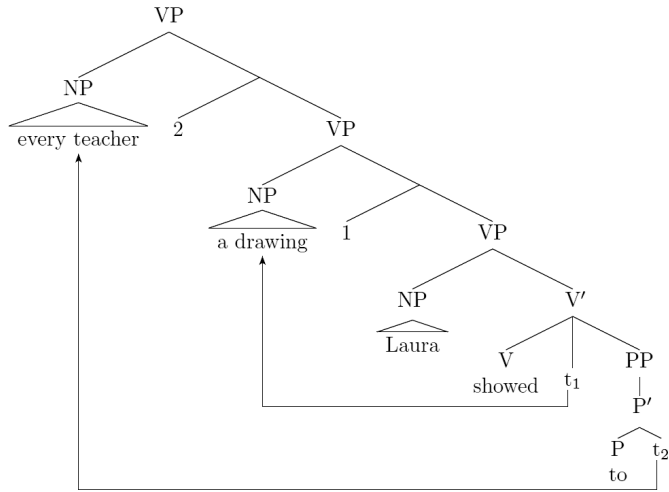 VP
NP
every teacher
2
VP
NP
a drawing
1
VP
NP
Laura
V′
V
showed
t₁
PP
P′
P
to
t₂